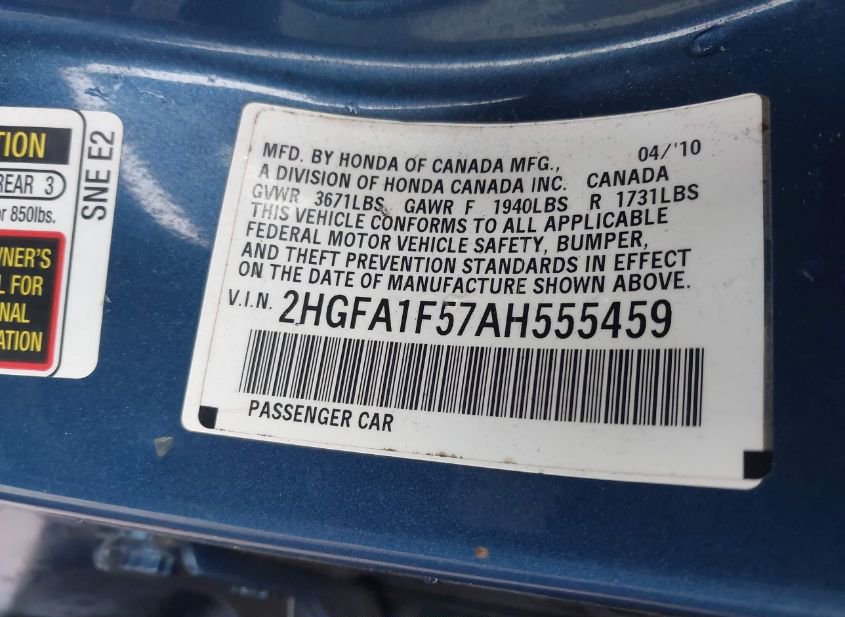 TION
REAR 3
r 850lbs.
WNER'S
L FOR
NAL
ATION
SNE E2
MFD. BY HONDA OF CANADA MFG., 04/'10
A DIVISION OF HONDA CANADA INC. CANADA
GVWR 3671LBS GAWR F 1940LBS R 1731LBS
THIS VEHICLE CONFORMS TO ALL APPLICABLE
FEDERAL MOTOR VEHICLE SAFETY, BUMPER,
AND THEFT PREVENTION STANDARDS IN EFFECT
ON THE DATE OF MANUFACTURE SHOWN ABOVE.
V.I.N. 2HGFA1F57AH555459
PASSENGER CAR